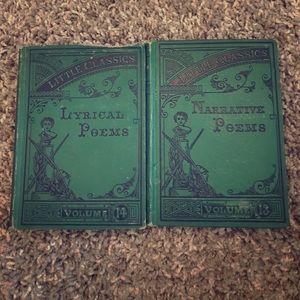 LITTLE CLASSICS
LYRICAL
POEMS
VOLUME 14
LITTLE CLASSICS
NARRATIVE
POEMS
VOLUME 13